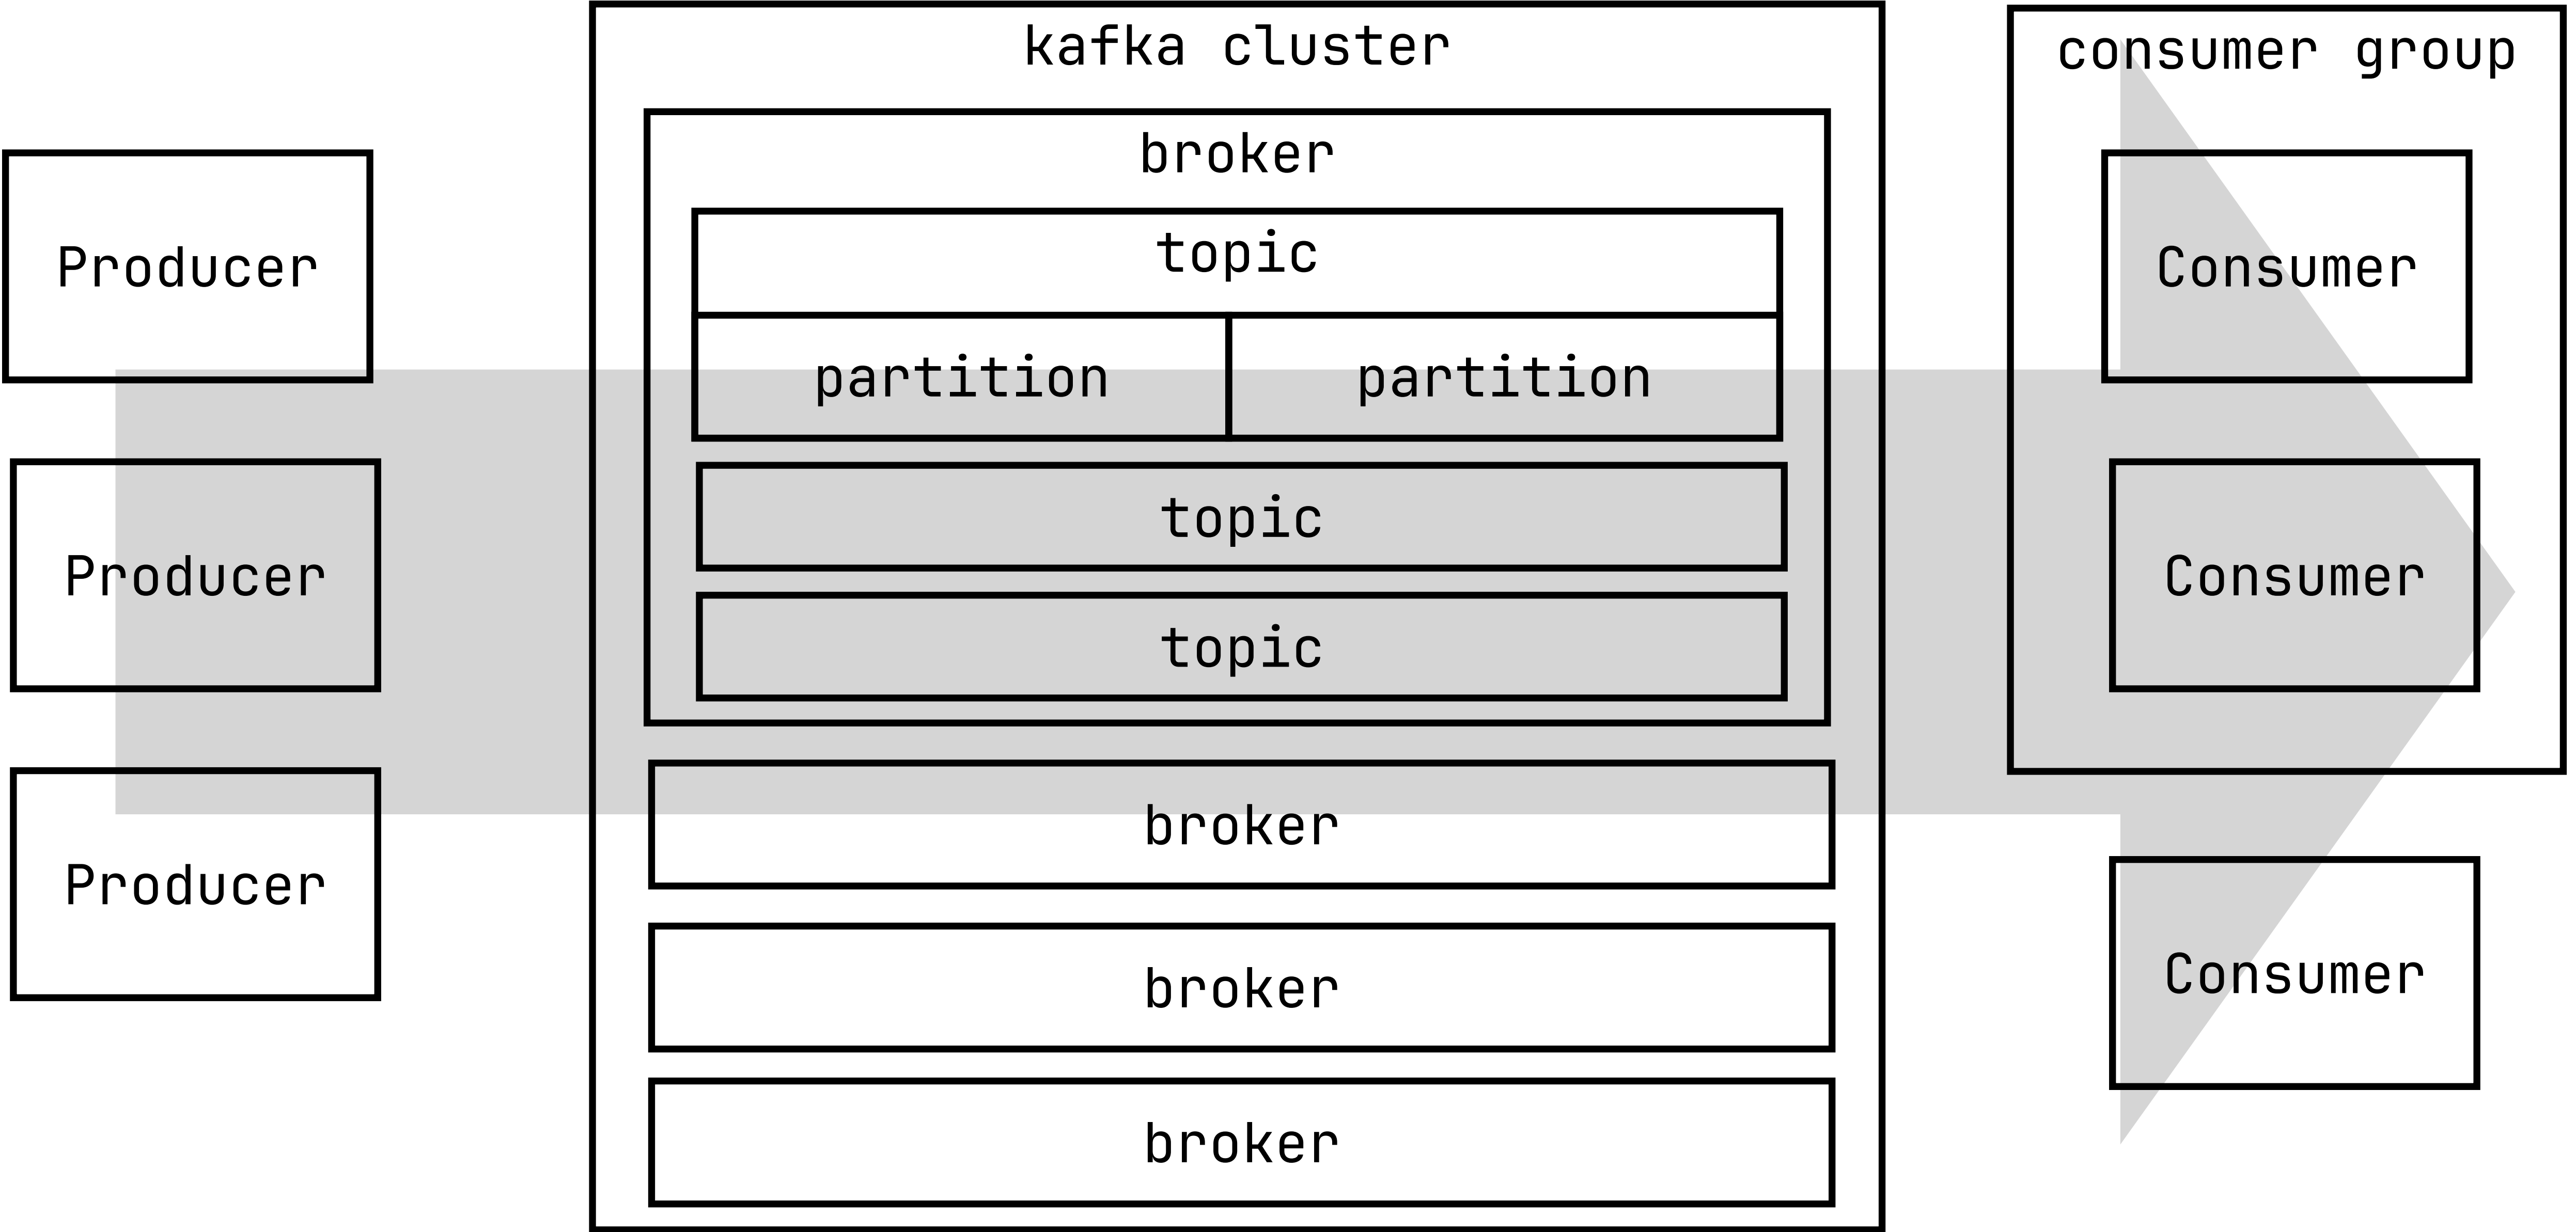 Producer
Producer
Producer
kafka cluster
broker
topic
partition
partition
topic
topic
broker
broker
broker
consumer group
Consumer
Consumer
Consumer